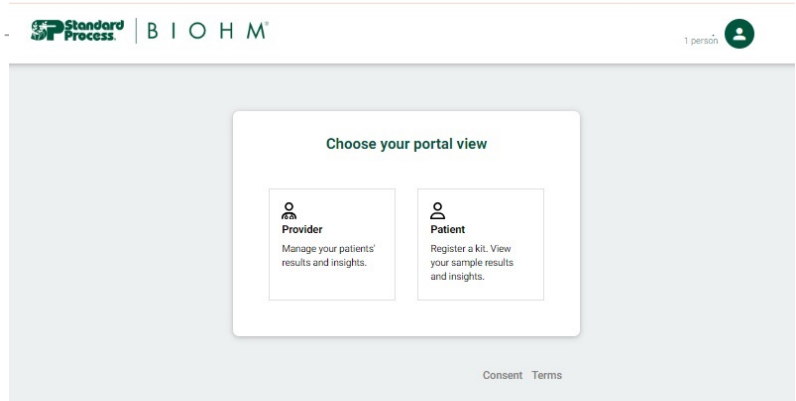 Standard
Process.
BIOHM®
1 person
Choose your portal view
Provider
Manage your patients'
results and insights.
Patient
Register a kit. View
your sample results
and insights.
Consent Terms